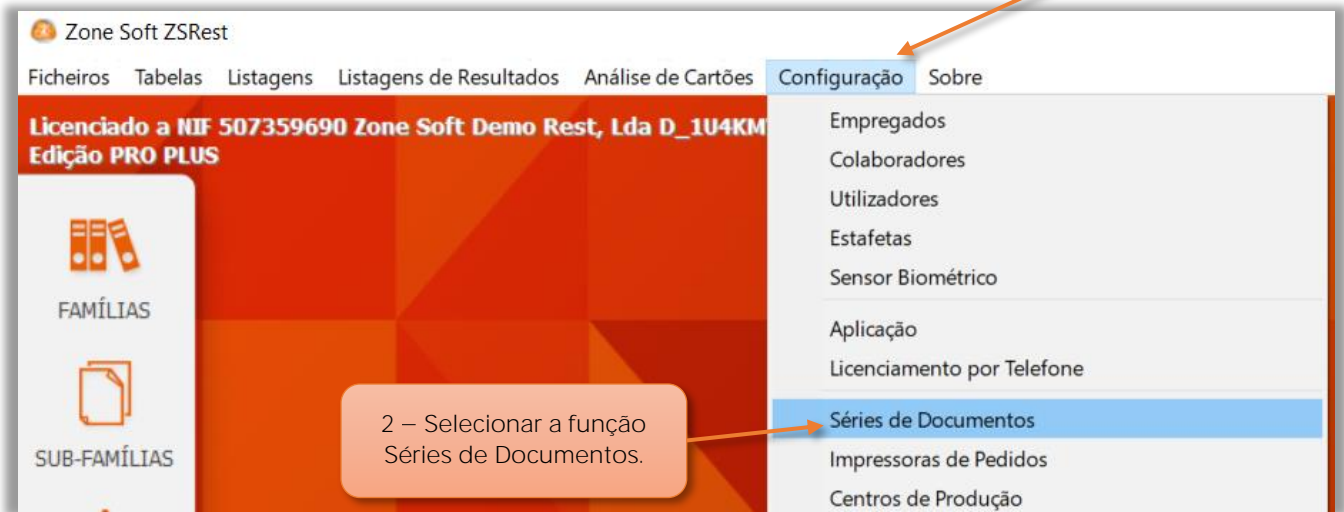 Zone Soft ZSRest
Ficheiros Tabelas Listagens Listagens de Resultados Análise de Cartões Configuração Sobre
Licenciado a NIF 507359690 Zone Soft Demo Rest, Lda D_1U4KM
Edição PRO PLUS
FAMÍLIAS
SUB-FAMÍLIAS
Empregados
Colaboradores
Utilizadores
Estafetas
Sensor Biométrico
Aplicação
Licenciamento por Telefone
Séries de Documentos
Impressoras de Pedidos
Centros de Produção
2 – Selecionar a função
Séries de Documentos.